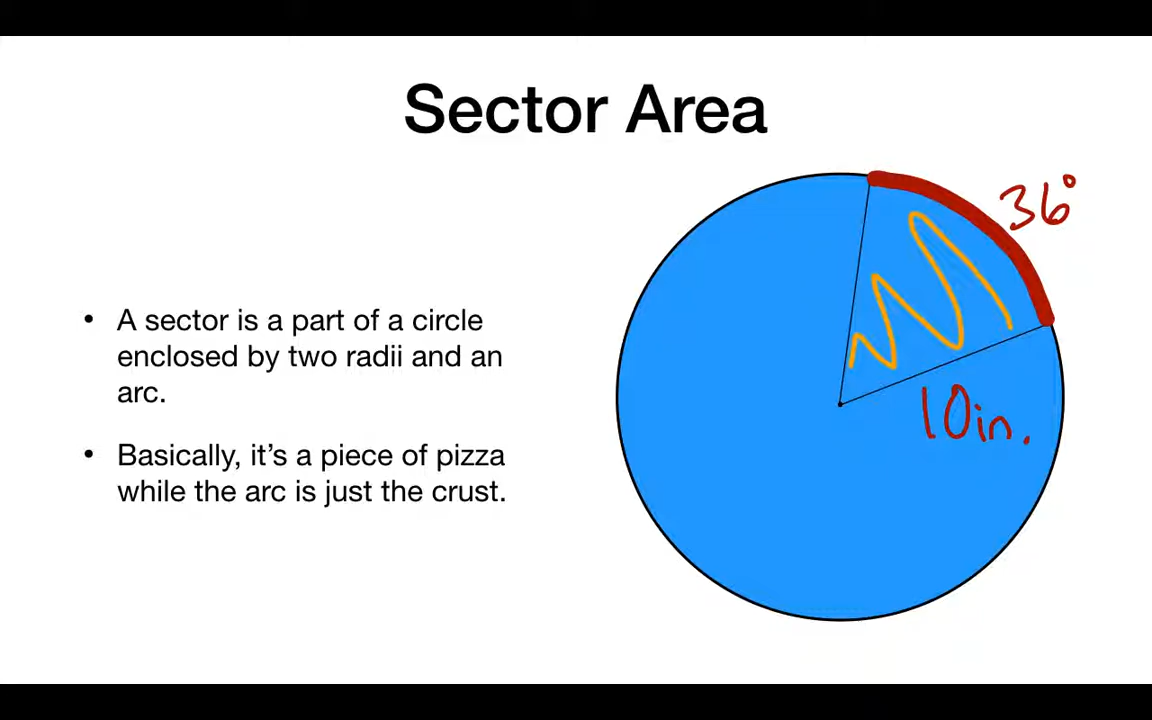 Sector Area
36°
• A sector is a part of a circle
enclosed by two radii and an
arc.
10in.
• Basically, it’s a piece of pizza
while the arc is just the crust.